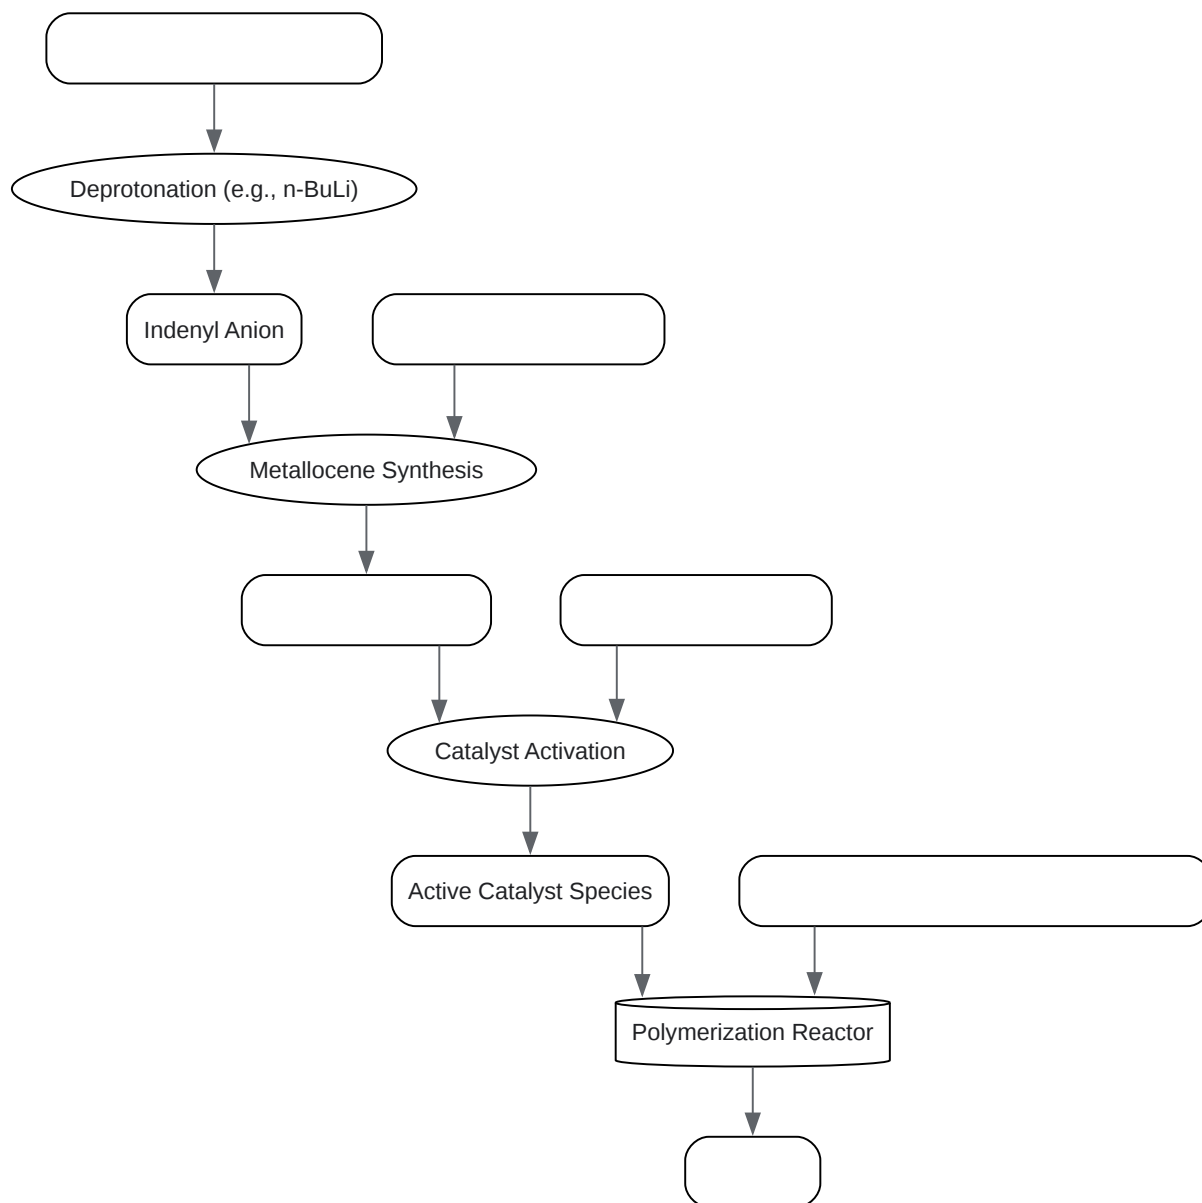 Deprotonation (e.g., n-BuLi)
Indenyl Anion
Metallocene Synthesis
Catalyst Activation
Active Catalyst Species
Polymerization Reactor